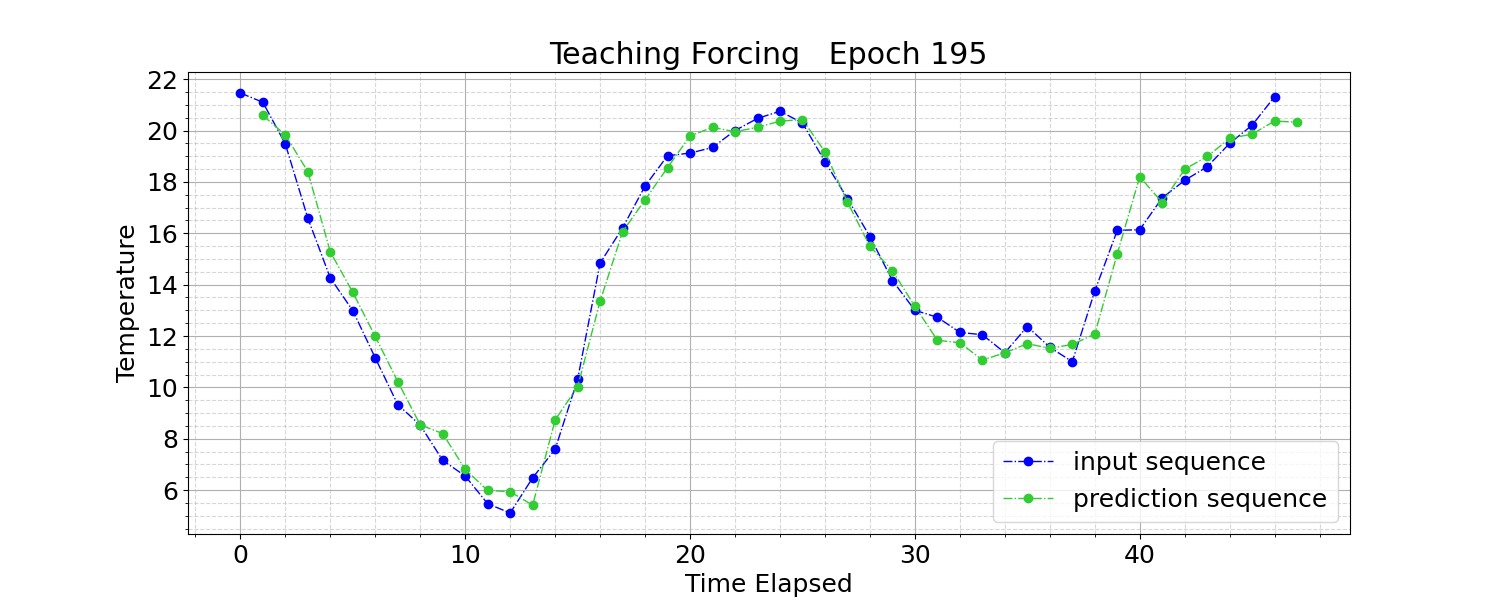 Teaching Forcing   Epoch 195
22
20
18
16
14
12
10
8
6
Temperature
input sequence
prediction sequence
0 10 20 30 40
Time Elapsed